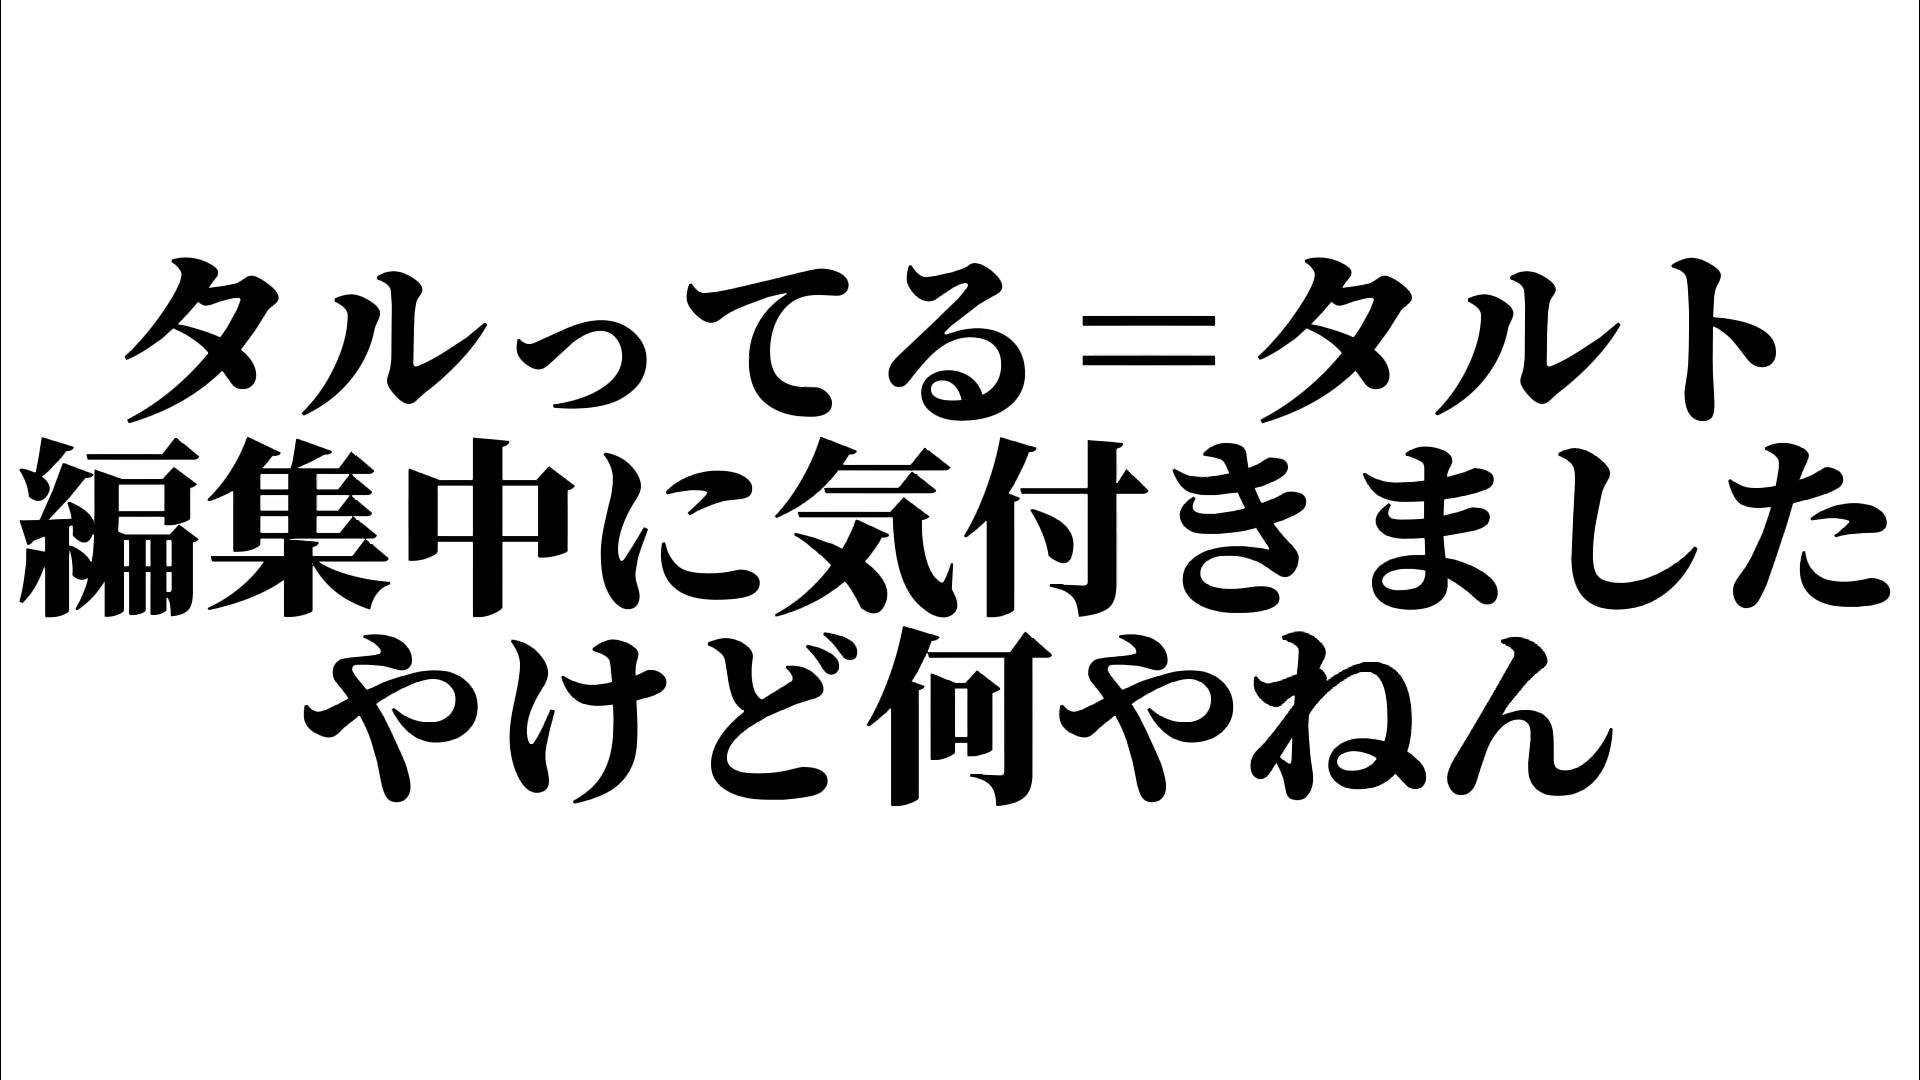 タルってる＝タルト
編集中に気付きました
やけど何やねん